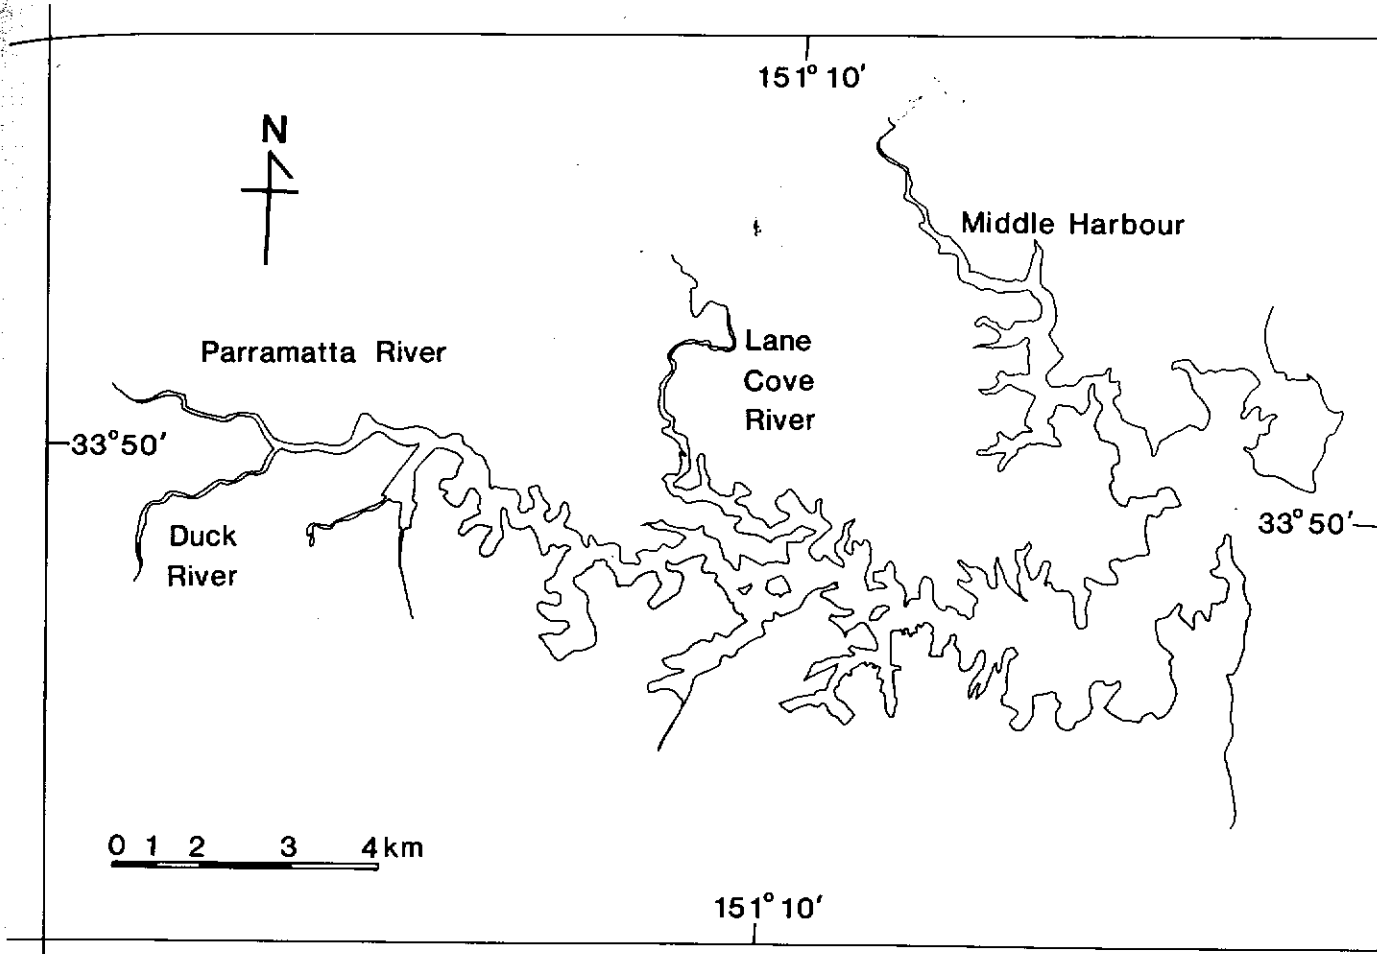 151° 10′
N
Middle Harbour
Parramatta River
Lane
Cove
River
33°50′
33°50′
Duck
River
0 1 2 3 4 km
151° 10′